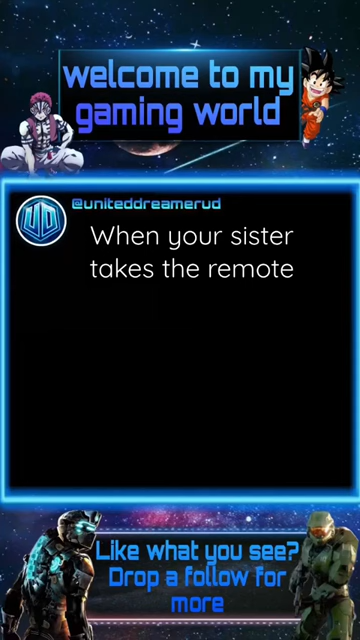 welcome to my
gaming world
@uniteddreamerud
When your sister
takes the remote
Like what you see?
Drop a follow for
more